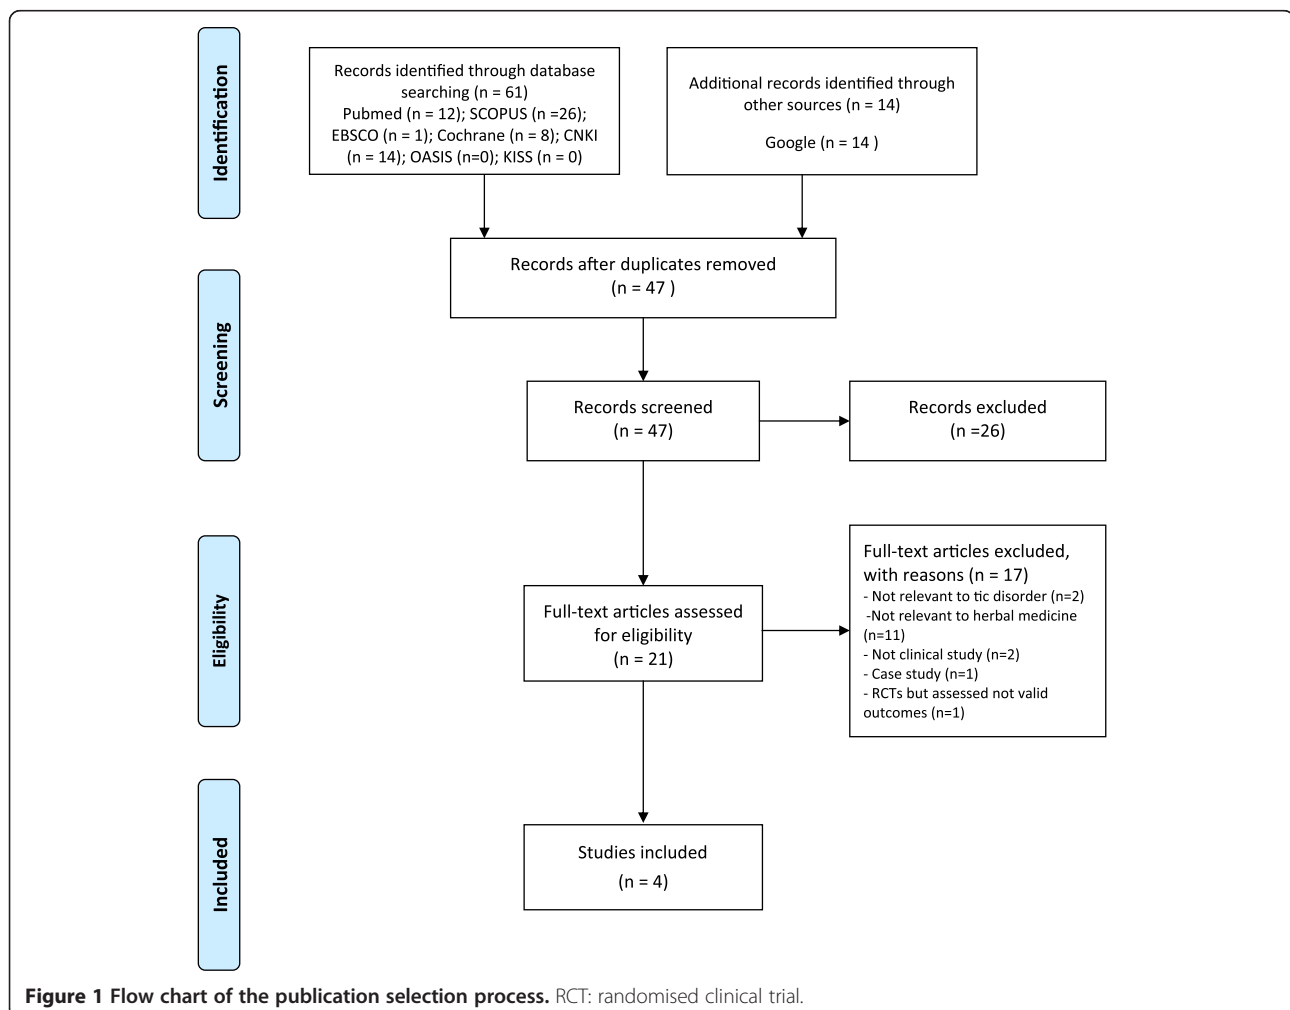 Identification
Records identified through database
searching (n = 61)
Pubmed (n = 12); SCOPUS (n =26);
EBSCO (n = 1); Cochrane (n = 8); CNKI
(n = 14); OASIS (n=0); KISS (n = 0)
Additional records identified through
other sources (n = 14)
Google (n = 14 )
Screening
Records after duplicates removed
(n = 47 )
Records screened
(n = 47)
Records excluded
(n =26)
Eligibility
Full-text articles assessed
for eligibility
(n = 21)
Full-text articles excluded,
with reasons (n = 17)
- Not relevant to tic disorder (n=2)
-Not relevant to herbal medicine
(n=11)
- Not clinical study (n=2)
- Case study (n=1)
- RCTs but assessed not valid
outcomes (n=1)
Included
Studies included
(n = 4)
Figure 1 Flow chart of the publication selection process. RCT: randomised clinical trial.